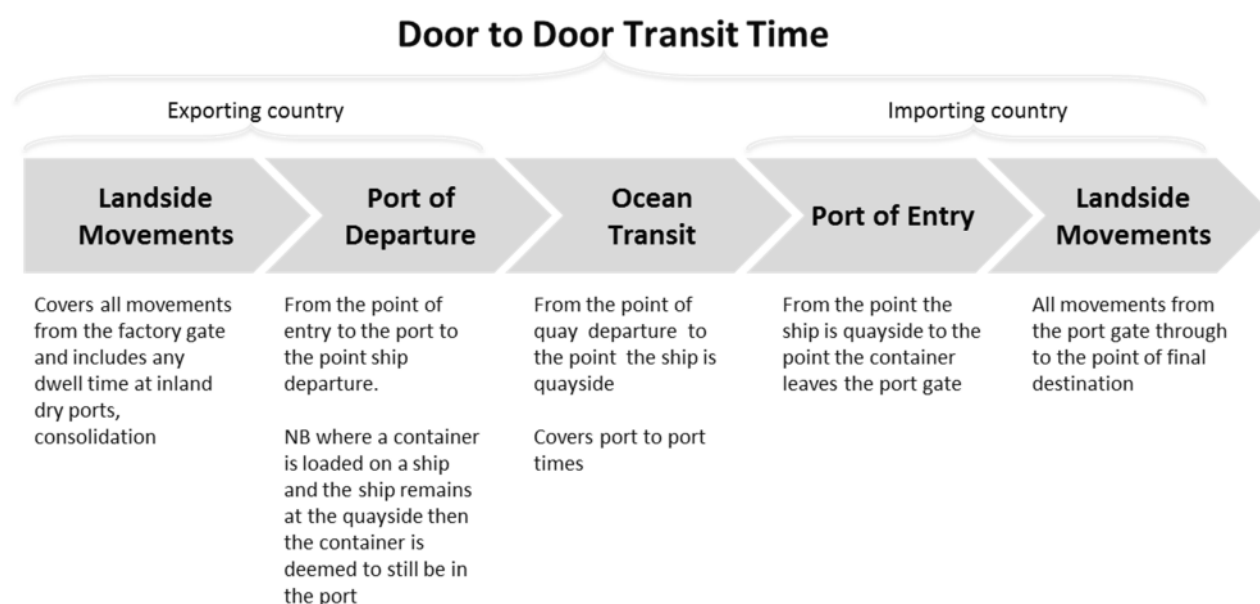 Door to Door Transit Time
Exporting country
Importing country
Landside
Movements
Port of
Departure
Ocean
Transit
Port of Entry
Landside
Movements
Covers all movements
from the factory gate
and includes any
dwell time at inland
dry ports,
consolidation
From the point of
entry to the port to
the point ship
departure.
NB where a container
is loaded on a ship
and the ship remains
at the quayside then
the container is
deemed to still be in
the port
From the point of
quay departure to
the point the ship is
quayside
Covers port to port
times
From the point the
ship is quayside to the
point the container
leaves the port gate
All movements from
the port gate through
to the point of final
destination